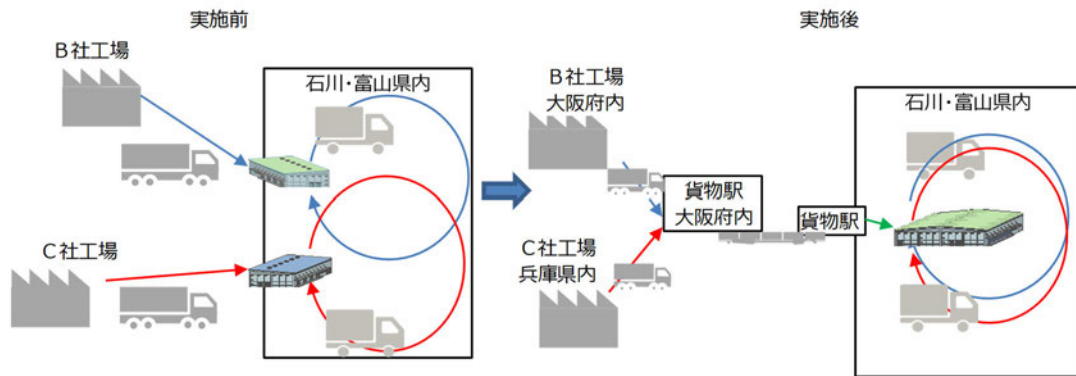 実施前
B社工場
石川・富山県内
C社工場
実施後
B社工場
大阪府内
貨物駅
大阪府内
C社工場
兵庫県内
貨物駅
石川・富山県内